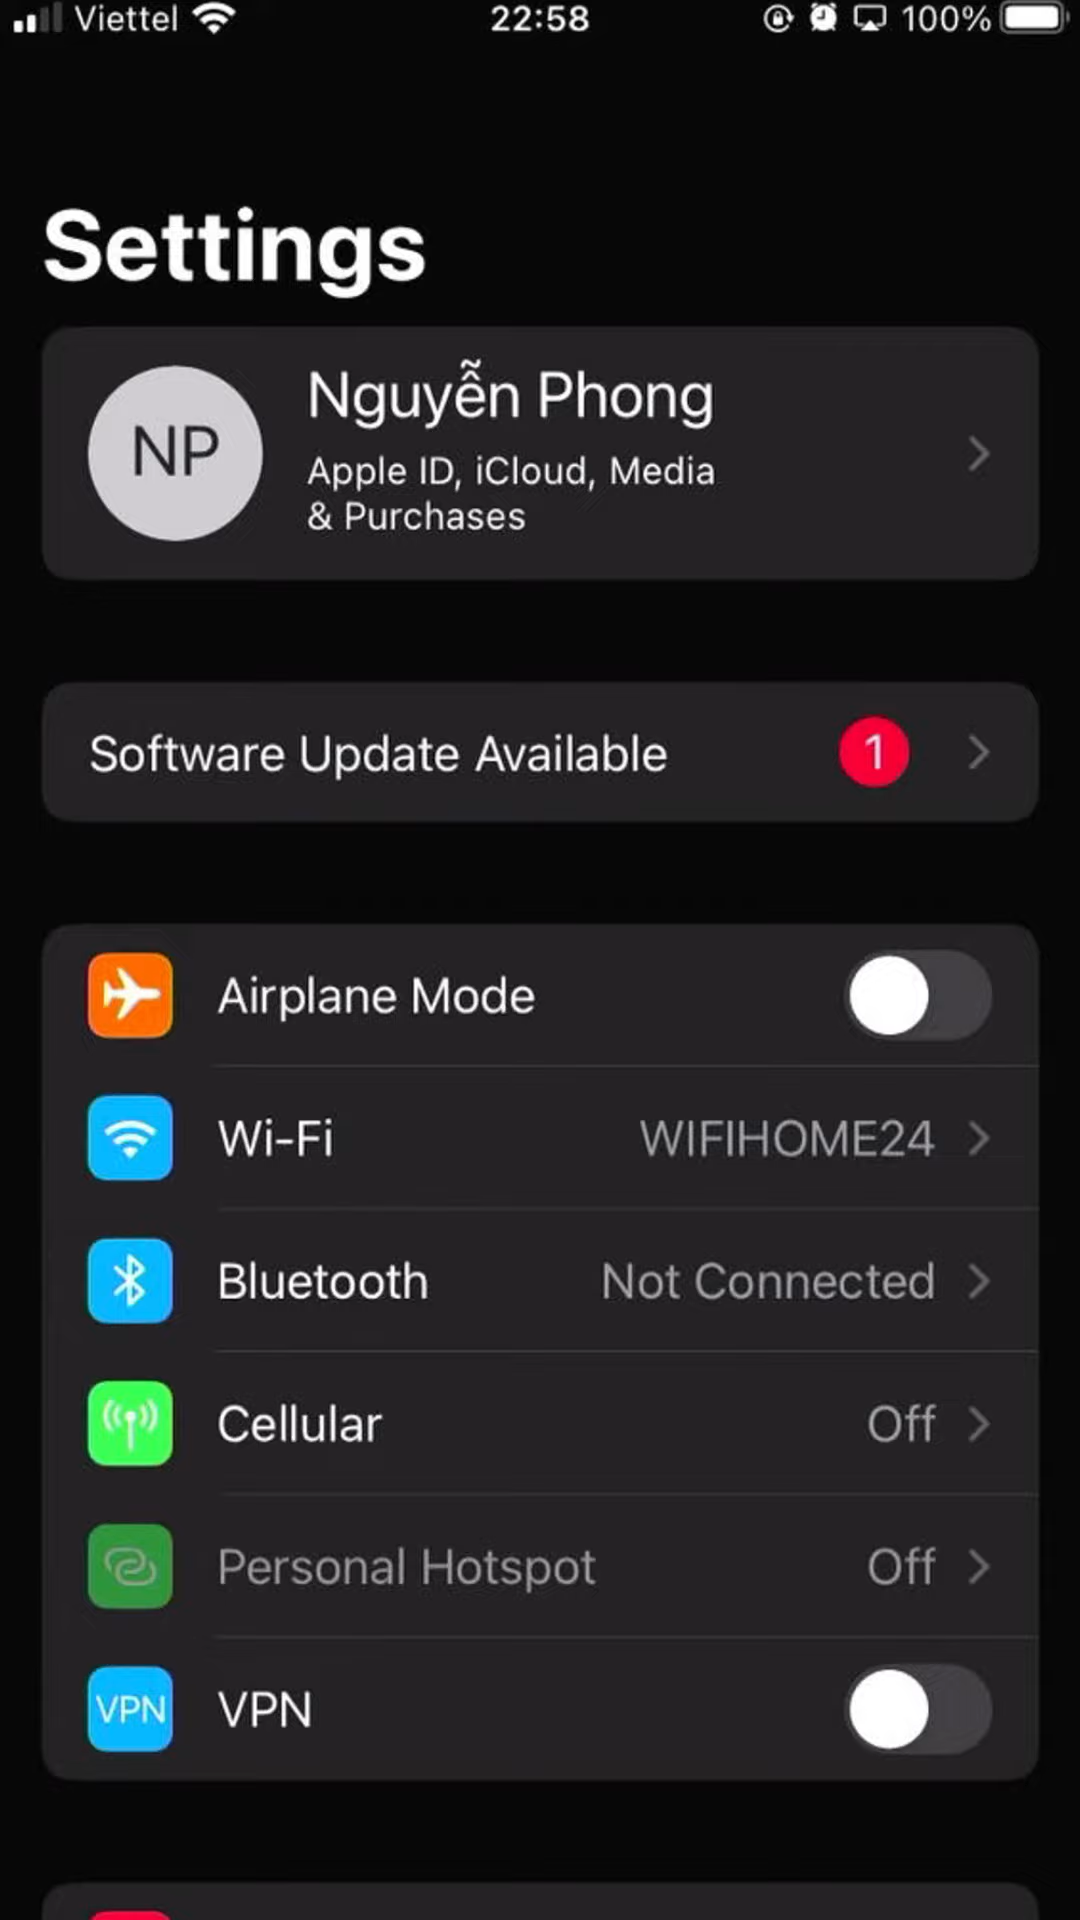 Viettel 22:58 100%
Settings
NP
Nguyễn Phong
Apple ID, iCloud, Media
& Purchases
Software Update Available 1
Airplane Mode
Wi-Fi WIFIHOME24
Bluetooth Not Connected
Cellular Off
Personal Hotspot Off
VPN VPN